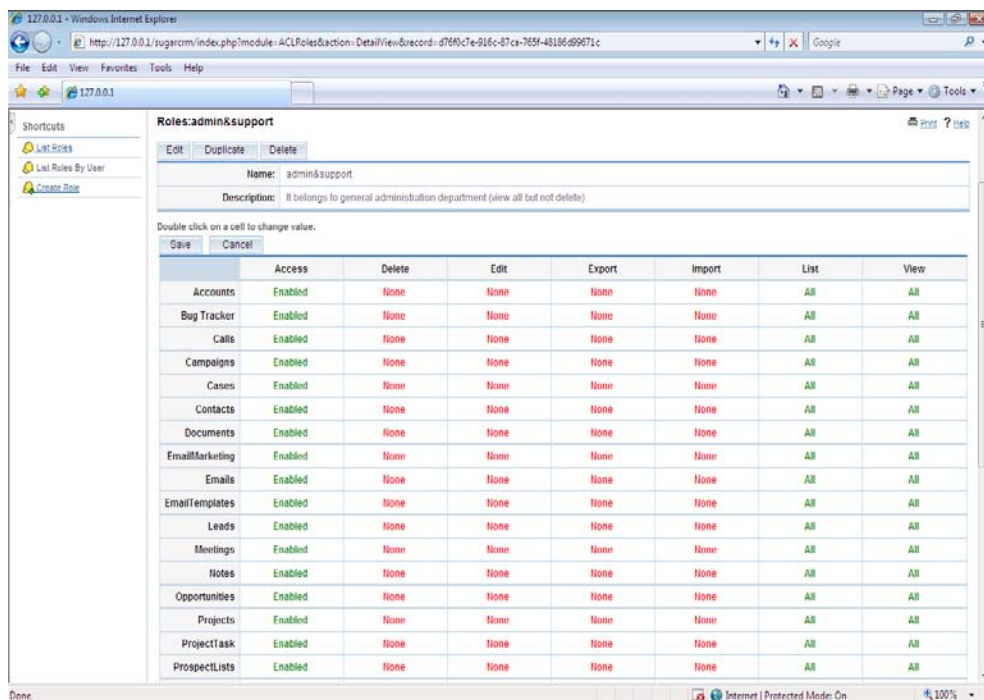 127.0.0.1 - Windows Internet Explorer
http://127.0.0.1/sugarcrm/index.php?module=ACLRoles&action=DetailView&record=d76f0c7e-916c-87ca-765f-48186d99671c
Google
File Edit View Favorites Tools Help
127.0.0.1
Page Tools
Shortcuts
List Roles
List Roles By User
Create Role
Roles:admin&support
Print ? Help
Edit Duplicate Delete
Name: admin&support
Description: It belongs to general administration department (view all but not delete)
Double click on a cell to change value.
Save Cancel
Access Delete Edit Export Import List View
Accounts Enabled None None None None All All
Bug Tracker Enabled None None None None All All
Calls Enabled None None None None All All
Campaigns Enabled None None None None All All
Cases Enabled None None None None All All
Contacts Enabled None None None None All All
Documents Enabled None None None None All All
EmailMarketing Enabled None None None None All All
Emails Enabled None None None None All All
EmailTemplates Enabled None None None None All All
Leads Enabled None None None None All All
Meetings Enabled None None None None All All
Notes Enabled None None None None All All
Opportunities Enabled None None None None All All
Projects Enabled None None None None All All
ProjectTask Enabled None None None None All All
ProspectLists Enabled None None None None All All
Done
Internet | Protected Mode: On
100%